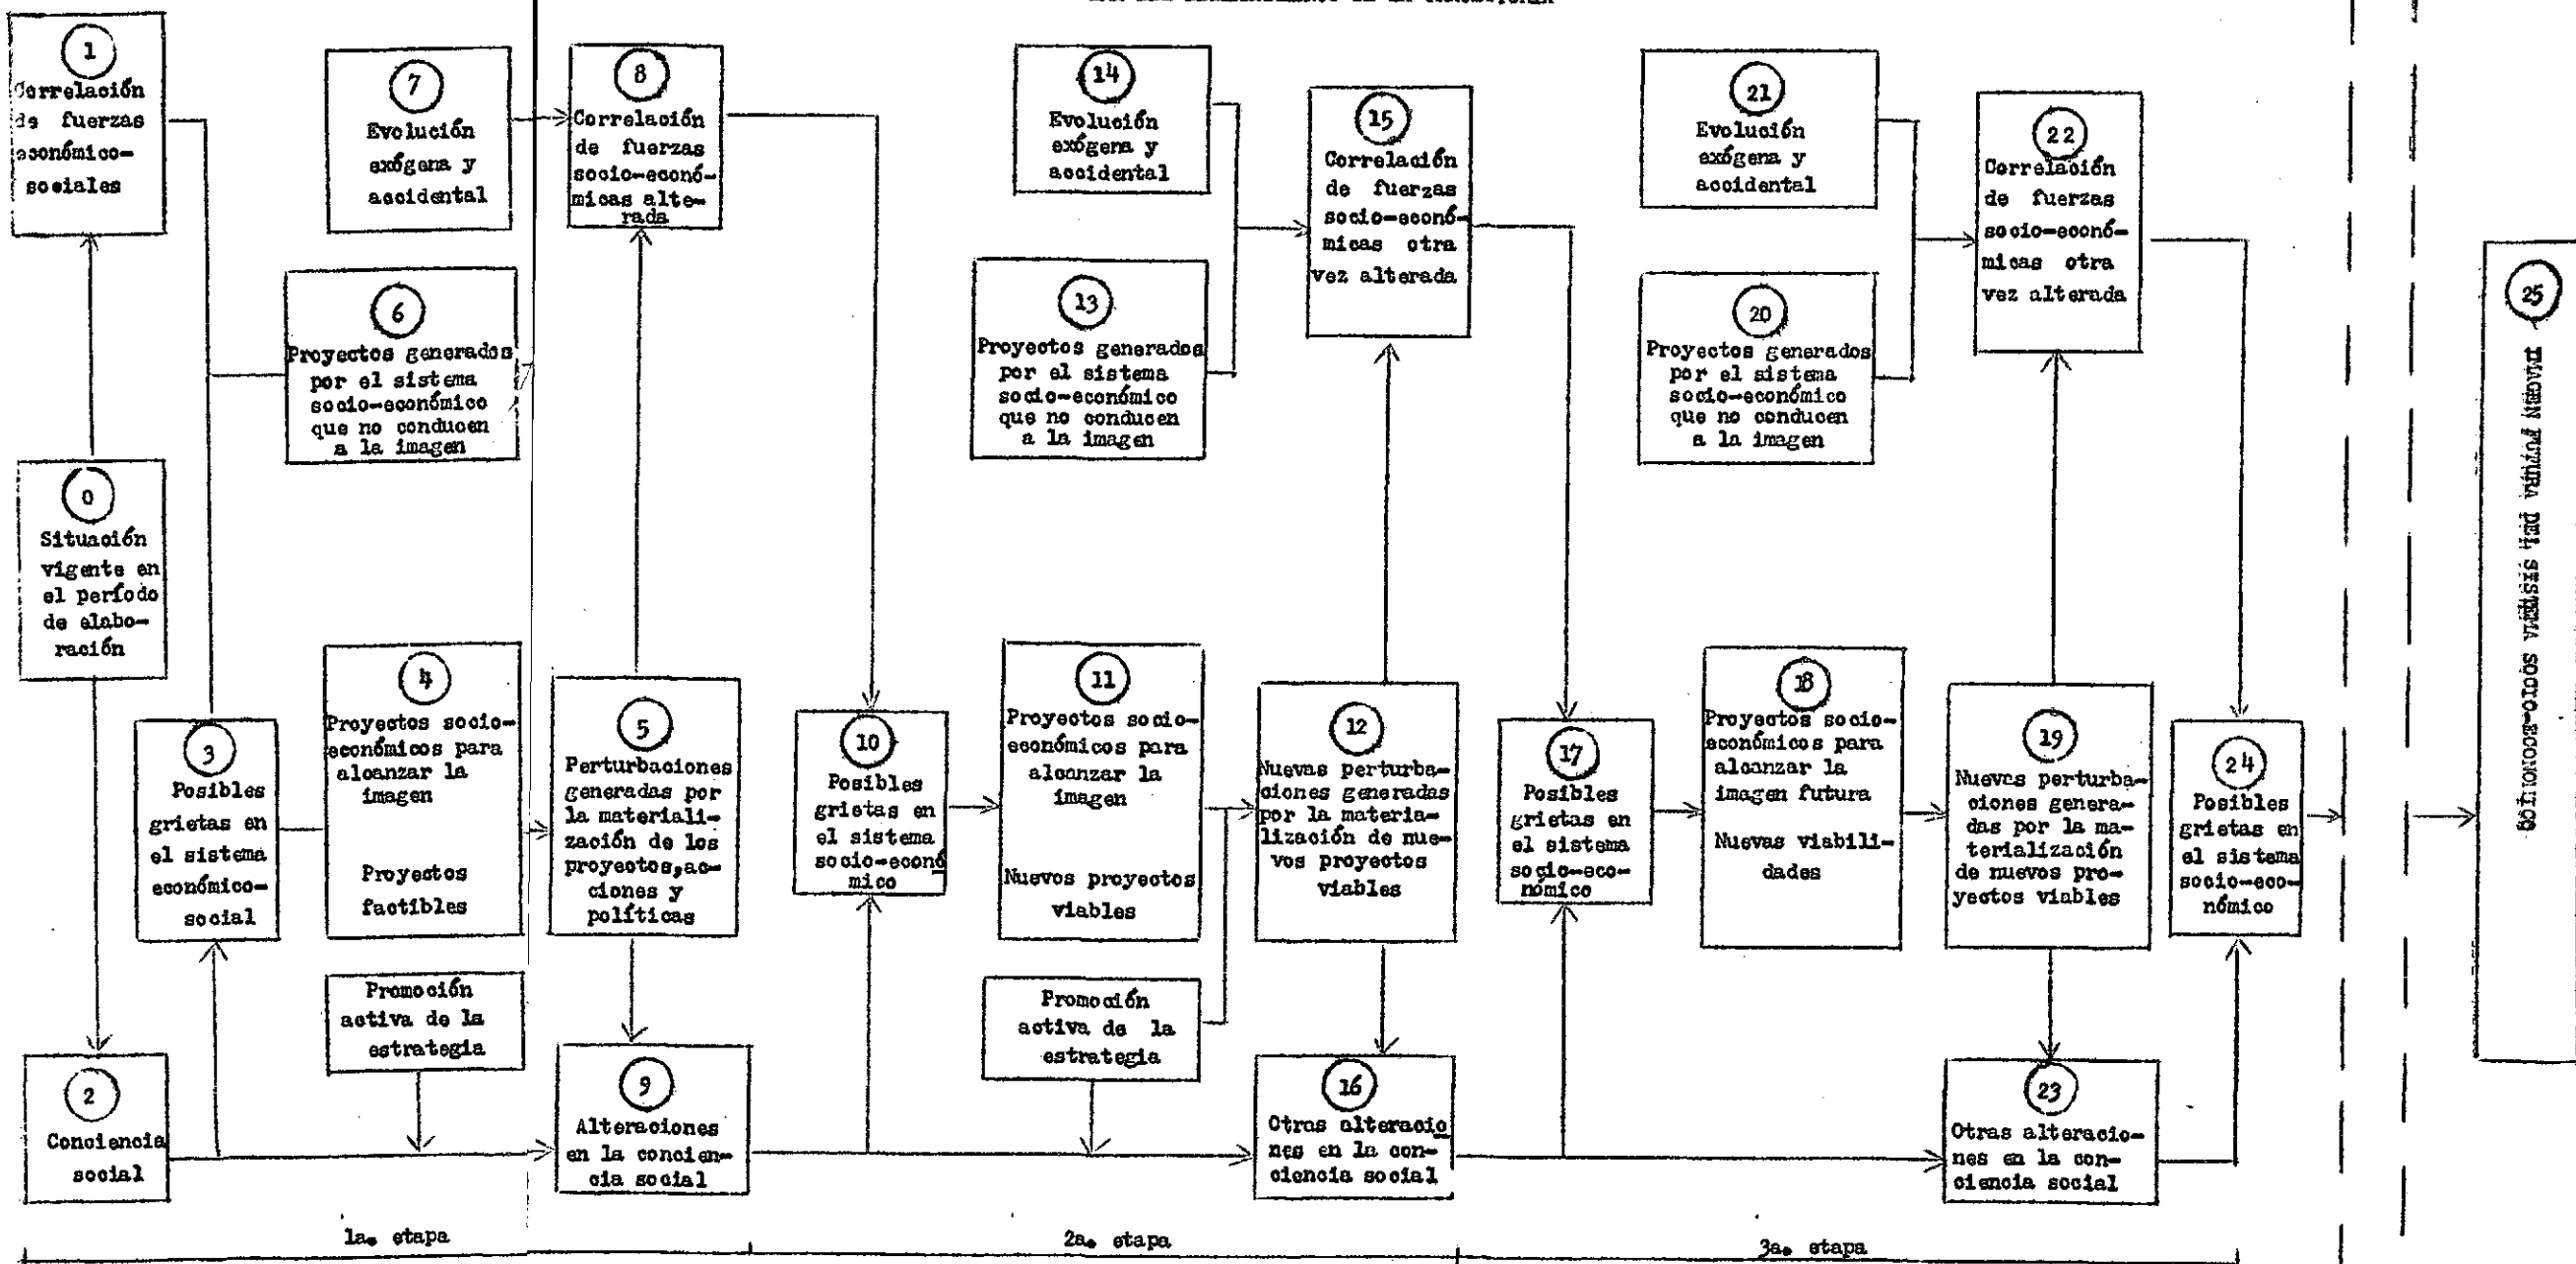 1
Correlación
de fuerzas
económico-
sociales
7
Evolución
exógena y
accidental
8
Correlación
de fuerzas
socio-econó-
micas alte-
rada
14
Evolución
exógena y
accidental
15
Correlación
de fuerzas
socio-econó-
micas otra
vez alterada
21
Evolución
exógena y
accidental
22
Correlación
de fuerzas
socio-econó-
micas otra
vez alterada
6
Proyectos generados
por el sistema
socio-económico
que no conducen
a la imagen
13
Proyectos generados
por el sistema
socio-económico
que no conducen
a la imagen
20
Proyectos generados
por el sistema
socio-económico
que no conducen
a la imagen
25
IMAGEN FUTURA DEL SISTEMA SOCIO-ECONOMICO
0
Situación
vigente en
el período
de elabo-
ración
3
Posibles
grietas en
el sistema
económico-
social
4
Proyectos socio-
económicos para
alcanzar la
imagen
Proyectos
factibles
5
Perturbaciones
generadas por
la materiali-
zación de los
proyectos, ac-
ciones y
políticas
10
Posibles
grietas en
el sistema
socio-econó
mico
11
Proyectos socio-
económicos para
alcanzar la
imagen
Nuevos proyectos
viables
12
Nuevas perturba-
ciones generadas
por la materia-
lización de nue-
vos proyectos
viables
17
Posibles
grietas en
el sistema
socio-eco-
nómico
18
Proyectos socio-
económicos para
alcanzar la
imagen futura
Nuevas viabili-
dades
19
Nuevas perturba-
ciones genera-
das por la ma-
terialización
de nuevos pro-
yectos viables
24
Posibles
grietas en
el sistema
socio-eco-
nómico
Promoción
activa de la
estrategia
Promoción
activa de la
estrategia
2
Conciencia
social
9
Alteraciones
en la concien-
cia social
16
Otras alteracio
nes en la con-
ciencia social
23
Otras alteracio-
nes en la con-
ciencia social
1a. etapa
2a. etapa
3a. etapa